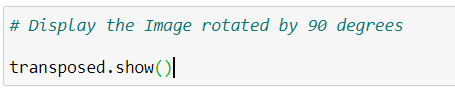 # Display the Image rotated by 90 degrees
transposed.show()